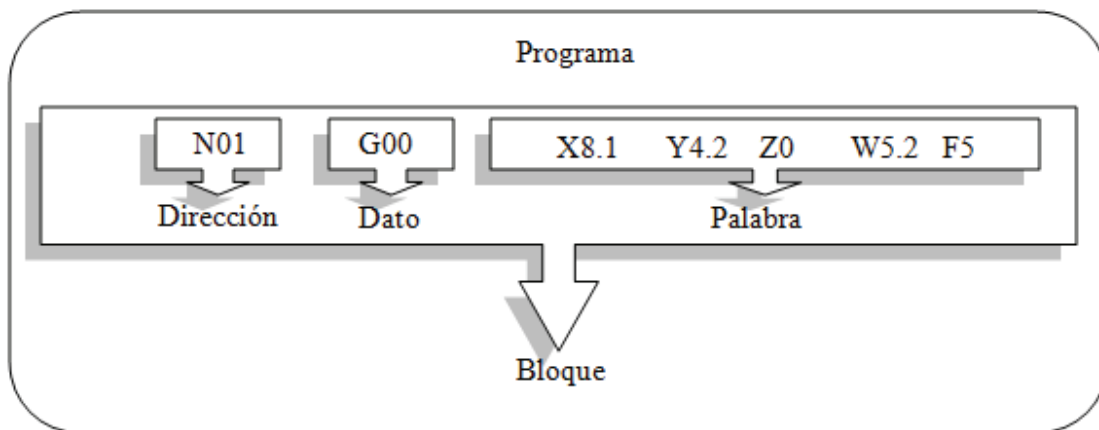 Programa
N01 G00 X8.1 Y4.2 Z0 W5.2 F5
Dirección Dato Palabra
Bloque